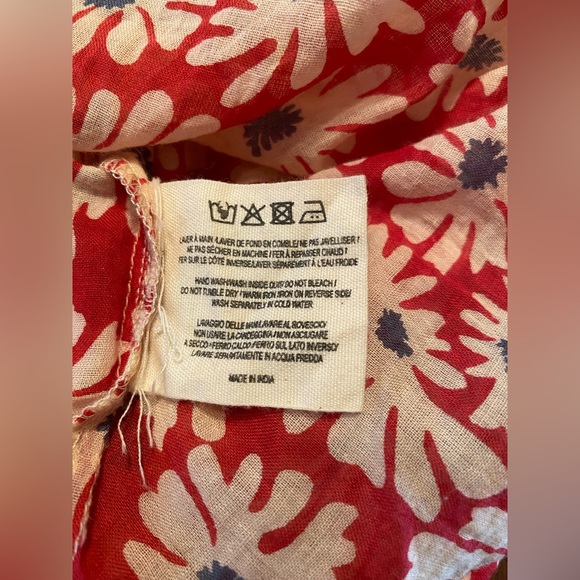 LAVER À MAIN /LAVER DE FOND EN COMBLE/ NE PAS JAVELLISER /
NE PAS SÉCHER EN MACHINE / FER À REPASSER CHAUD /
FER SUR LE CÔTE INVERSE/LAVER SÉPARÉMENT À L'EAU FROIDE
HAND WASH/WASH INSIDE OUT/ DO NOT BLEACH /
DO NOT TUMBLE DRY / WARM IRON /IRON ON REVERSE SIDE/
WASH SEPARATELY IN COLD WATER
LAVAGGIO DELLE MANI/LAVARE AL ROVESCIO/
NON USARE LA CANDEGGINA / NON ASCIUGARE
A SECCO / FERRO CALDO /FERRO SUL LATO INVERSO/
LAVARE SEPARATAMENTE IN ACQUA FREDDA
MADE IN INDIA